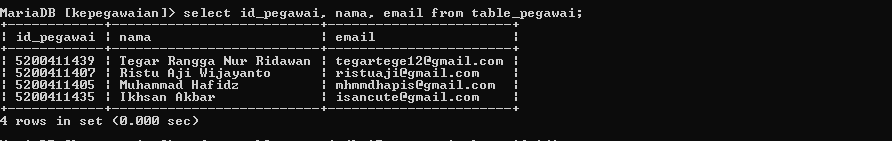 MariaDB [kepegawaian]> select id_pegawai, nama, email from table_pegawai;
+------------+--------------------------+-----------------------+
| id_pegawai | nama                     | email                 |
+------------+--------------------------+-----------------------+
| 5200411439 | Tegar Rangga Nur Ridawan | tegartege12@gmail.com |
| 5200411407 | Ristu Aji Wijayanto      | ristuaji@gmail.com    |
| 5200411405 | Muhammad Hafidz          | mhmmdhapis@gmail.com  |
| 5200411435 | Ikhsan Akbar             | isancute@gmail.com    |
+------------+--------------------------+-----------------------+
4 rows in set (0.000 sec)